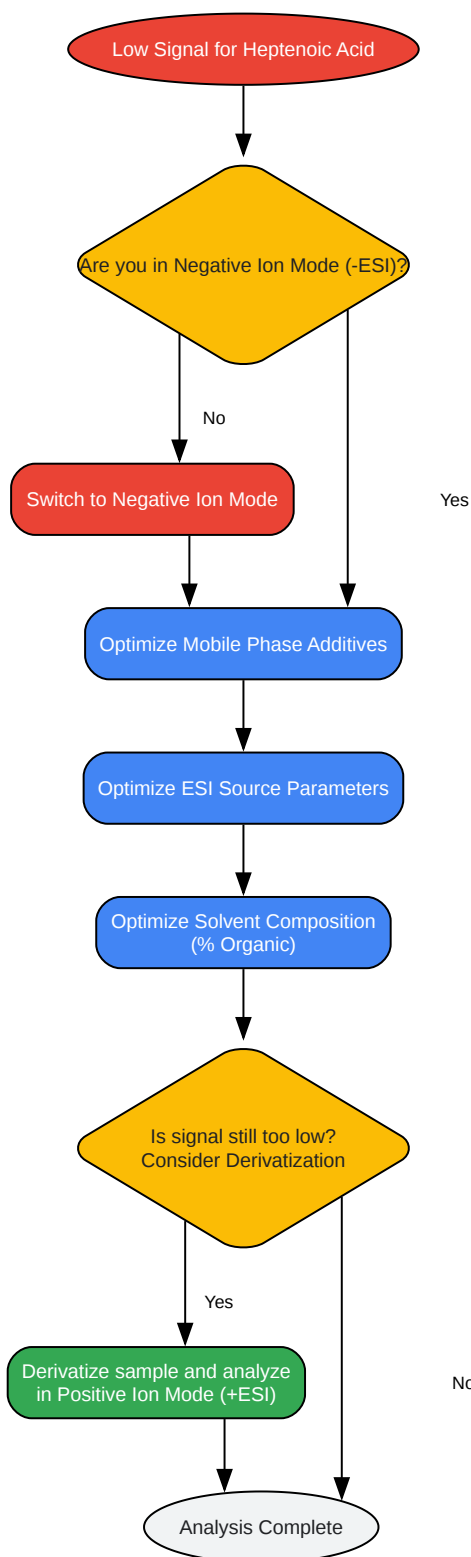 Low Signal for Heptenoic Acid
Are you in Negative Ion Mode (-ESI)?
No
Switch to Negative Ion Mode
Yes
Optimize Mobile Phase Additives
Optimize ESI Source Parameters
Optimize Solvent Composition
(% Organic)
Is signal still too low?
Consider Derivatization
Yes
Derivatize sample and analyze
in Positive Ion Mode (+ESI)
No
Analysis Complete